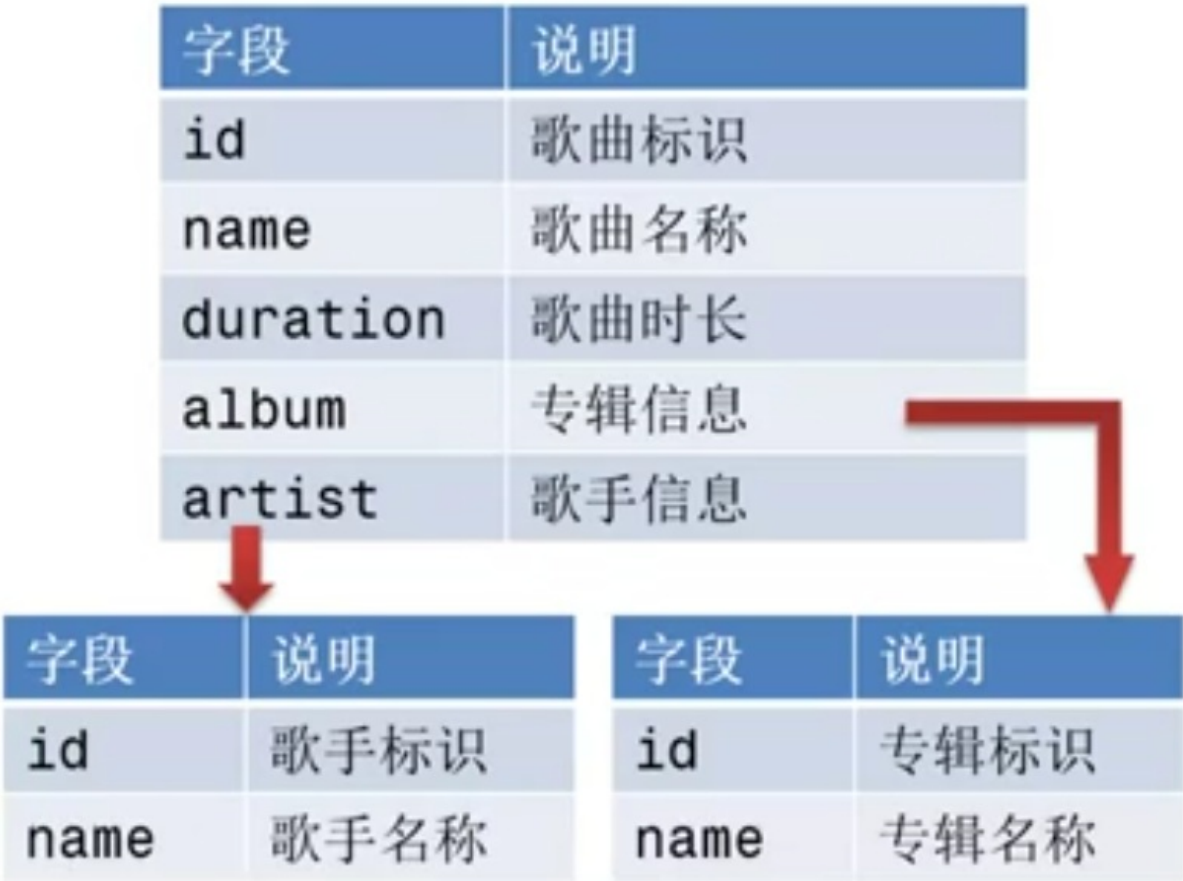 字段 说明
id 歌曲标识
name 歌曲名称
duration 歌曲时长
album 专辑信息
artist 歌手信息
字段 说明
id 歌手标识
name 歌手名称
字段 说明
id 专辑标识
name 专辑名称